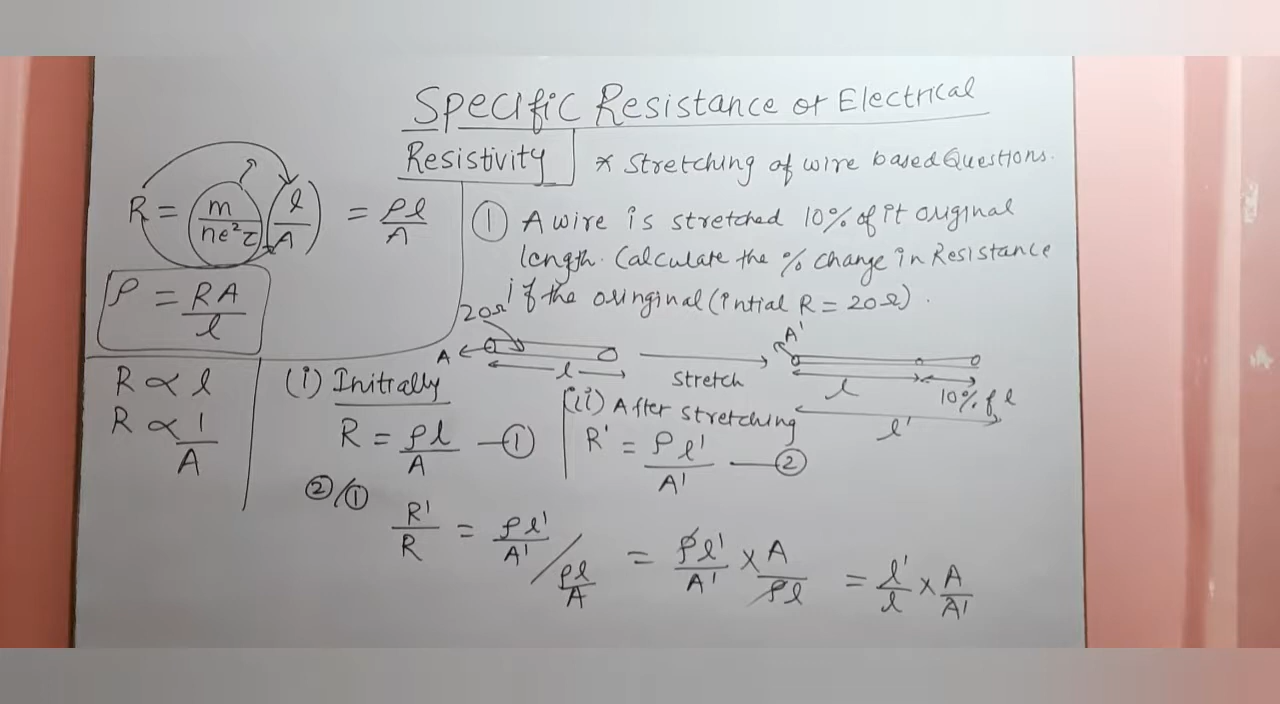 Specific Resistance or Electrical
Resistivity
* Stretching of wire based Questions.
R = (m/ne²τ)(l/A) = ρl/A
ρ = RA/l
R ∝ l
R ∝ 1/A
① A wire is stretched 10% of it original
length. Calculate the % change in Resistance
if the oringinal (intial R = 20Ω).
20Ω
A
l
stretch
A'
l
10% of l
l'
(i) Initially
R = ρl/A —①
(ii) After stretching
R' = ρl'/A' —②
②/①
R'/R = ρl'/A' / ρl/A = ρl'/A' × A/ρl = l'/l × A/A'